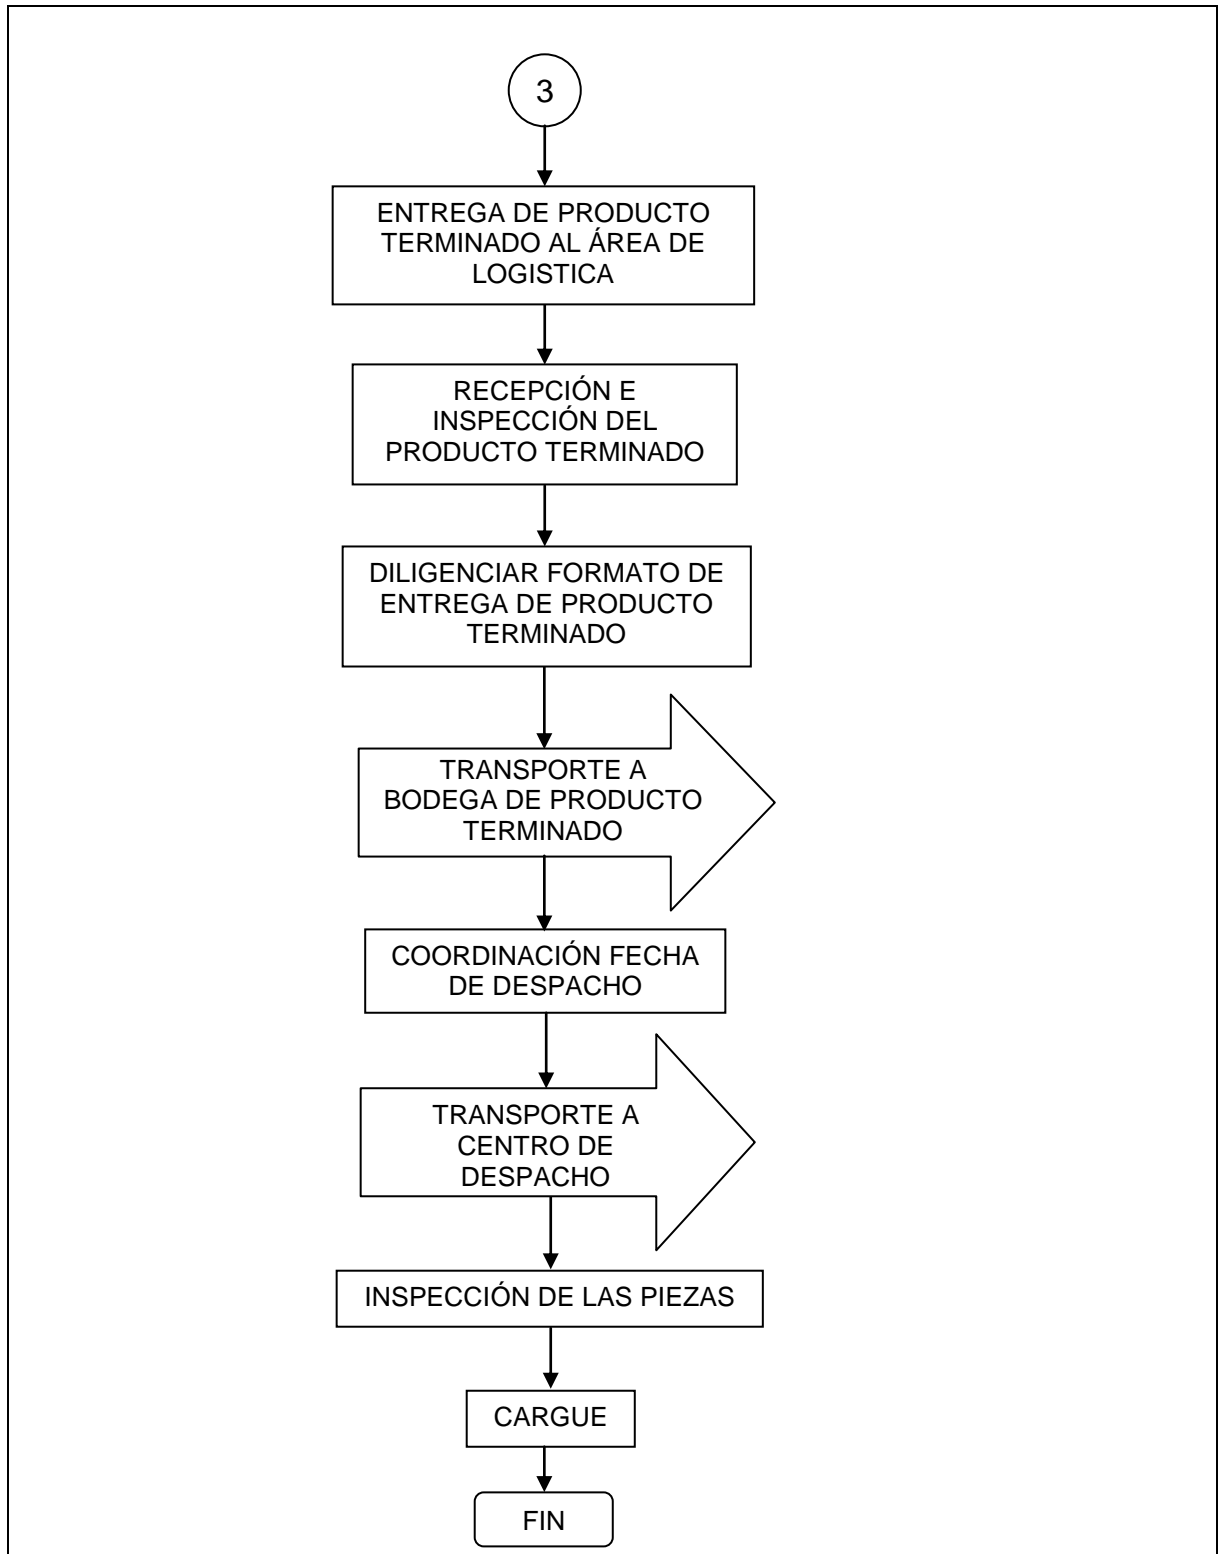 3
ENTREGA DE PRODUCTO
TERMINADO AL ÁREA DE
LOGISTICA
RECEPCIÓN E
INSPECCIÓN DEL
PRODUCTO TERMINADO
DILIGENCIAR FORMATO DE
ENTREGA DE PRODUCTO
TERMINADO
TRANSPORTE A
BODEGA DE PRODUCTO
TERMINADO
COORDINACIÓN FECHA
DE DESPACHO
TRANSPORTE A
CENTRO DE
DESPACHO
INSPECCIÓN DE LAS PIEZAS
CARGUE
FIN